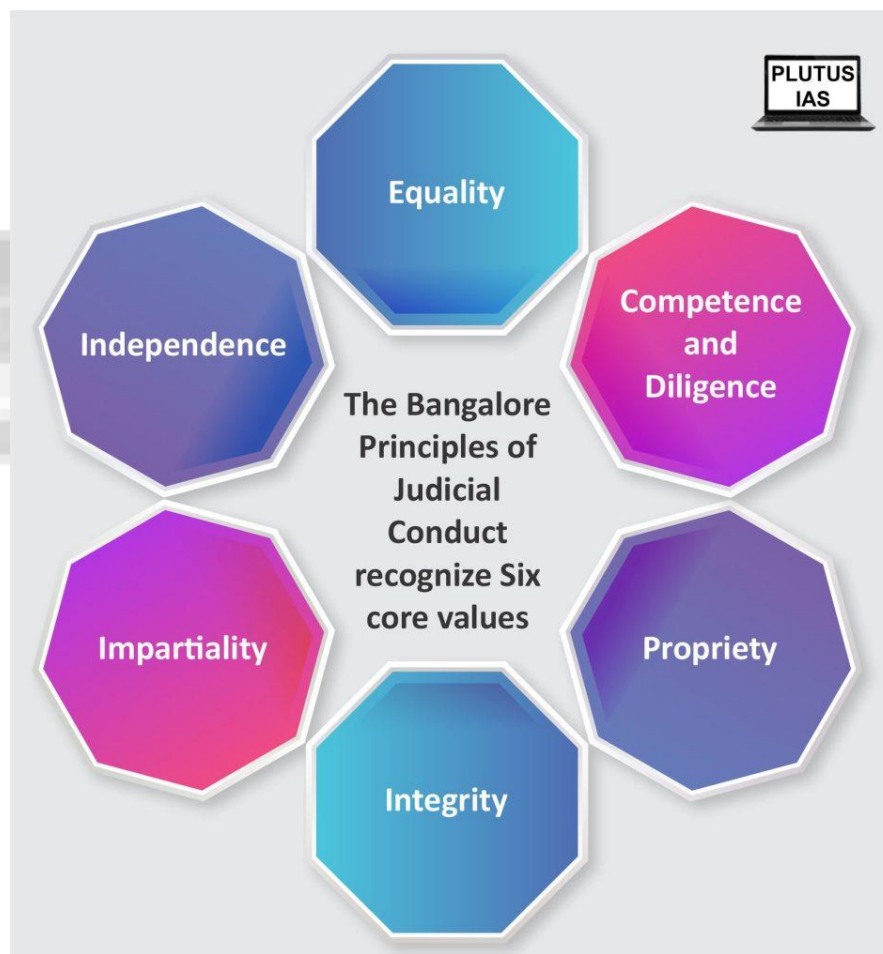 PLUTUS
IAS
Equality
Competence
and
Diligence
Independence
The Bangalore
Principles of
Judicial
Conduct
recognize Six
core values
Impartiality
Propriety
Integrity